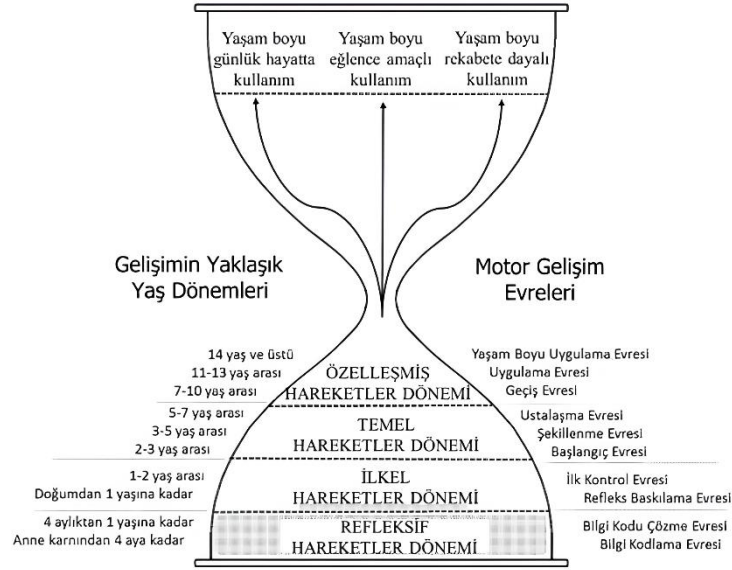 Yaşam boyu
günlük hayatta
kullanım
Yaşam boyu
eğlence amaçlı
kullanım
Yaşam boyu
rekabete dayalı
kullanım
Gelişimin Yaklaşık
Yaş Dönemleri
Motor Gelişim
Evreleri
14 yaş ve üstü
11-13 yaş arası
7-10 yaş arası
ÖZELLEŞMİŞ
HAREKETLER DÖNEMİ
Yaşam Boyu Uygulama Evresi
Uygulama Evresi
Geçiş Evresi
5-7 yaş arası
3-5 yaş arası
2-3 yaş arası
TEMEL
HAREKETLER DÖNEMİ
Ustalaşma Evresi
Şekillenme Evresi
Başlangıç Evresi
1-2 yaş arası
Doğumdan 1 yaşına kadar
İLKEL
HAREKETLER DÖNEMİ
İlk Kontrol Evresi
Refleks Baskılama Evresi
4 aylıktan 1 yaşına kadar
Anne karnından 4 aya kadar
REFLEKSİF
HAREKETLER DÖNEMİ
Bilgi Kodu Çözme Evresi
Bilgi Kodlama Evresi